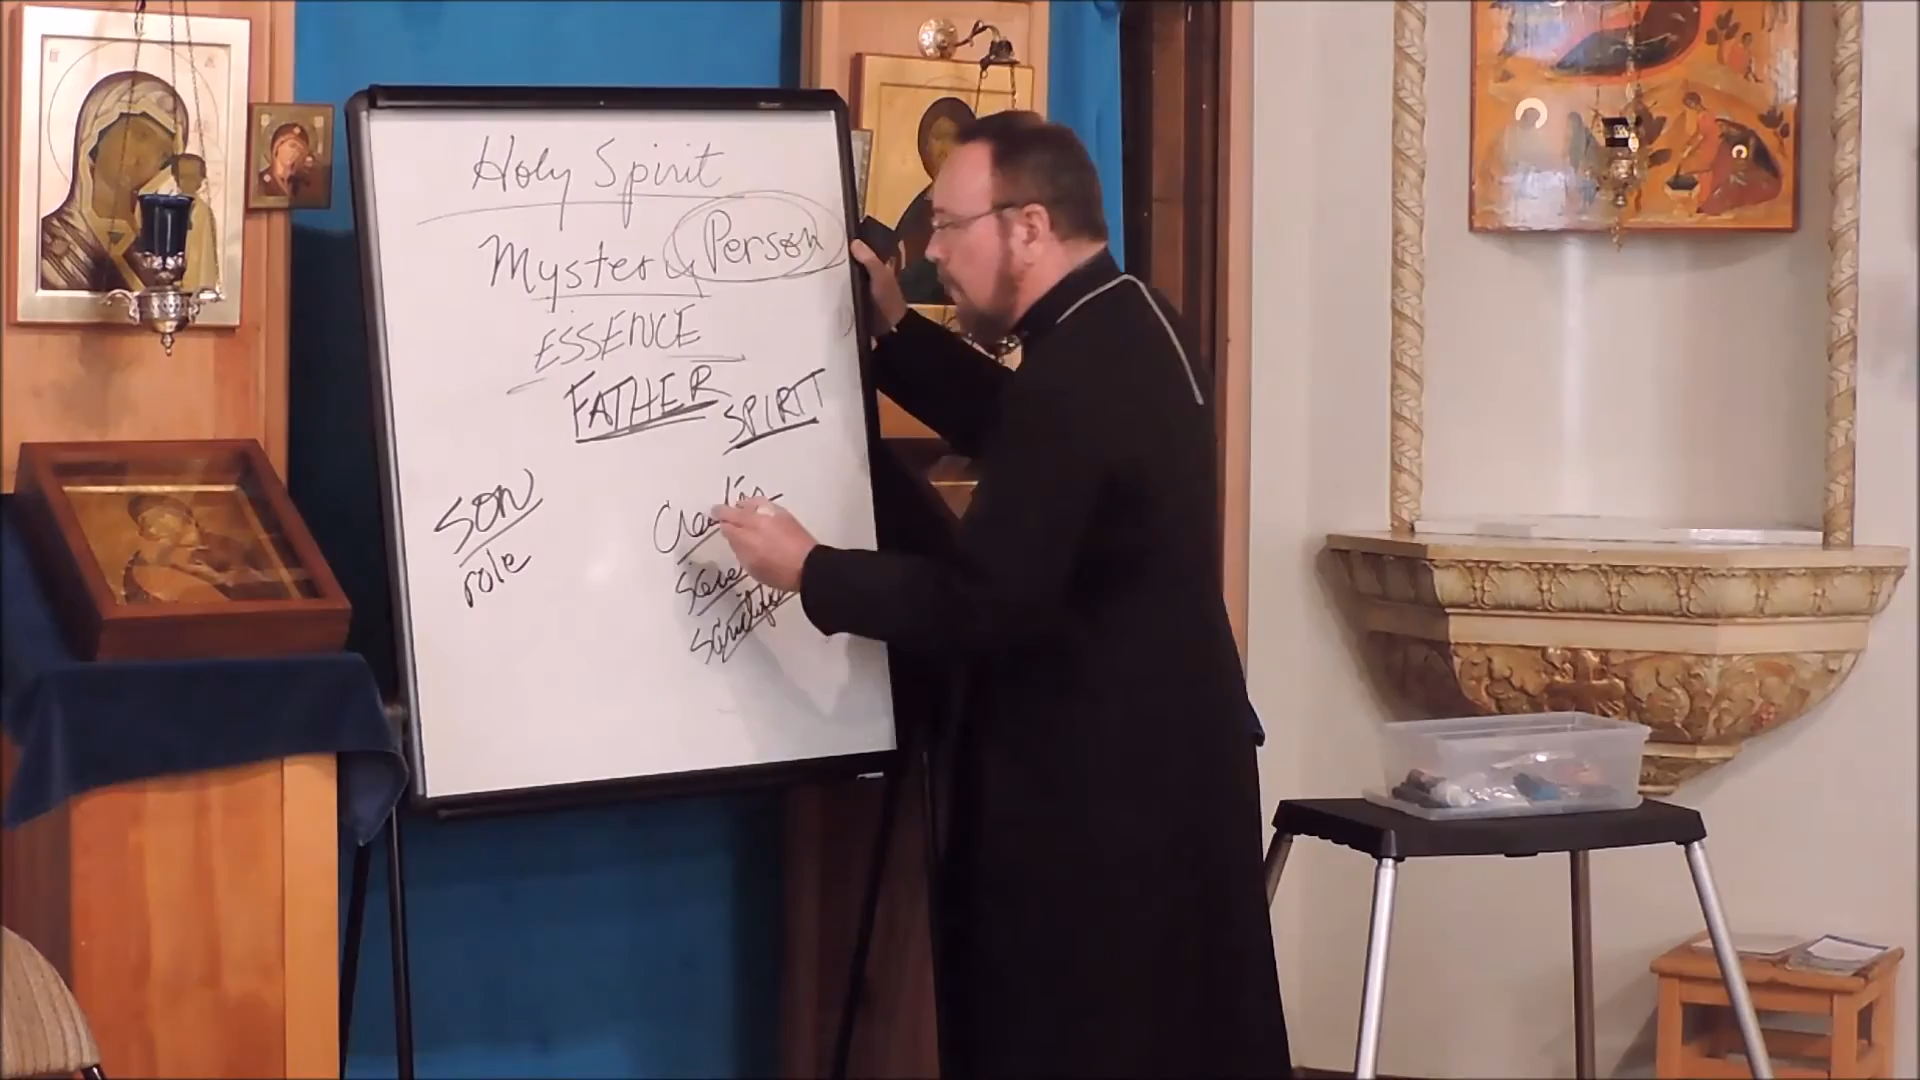 Holy Spirit
Mystery Person
ESSENCE
FATHER
SPIRIT
SON
role